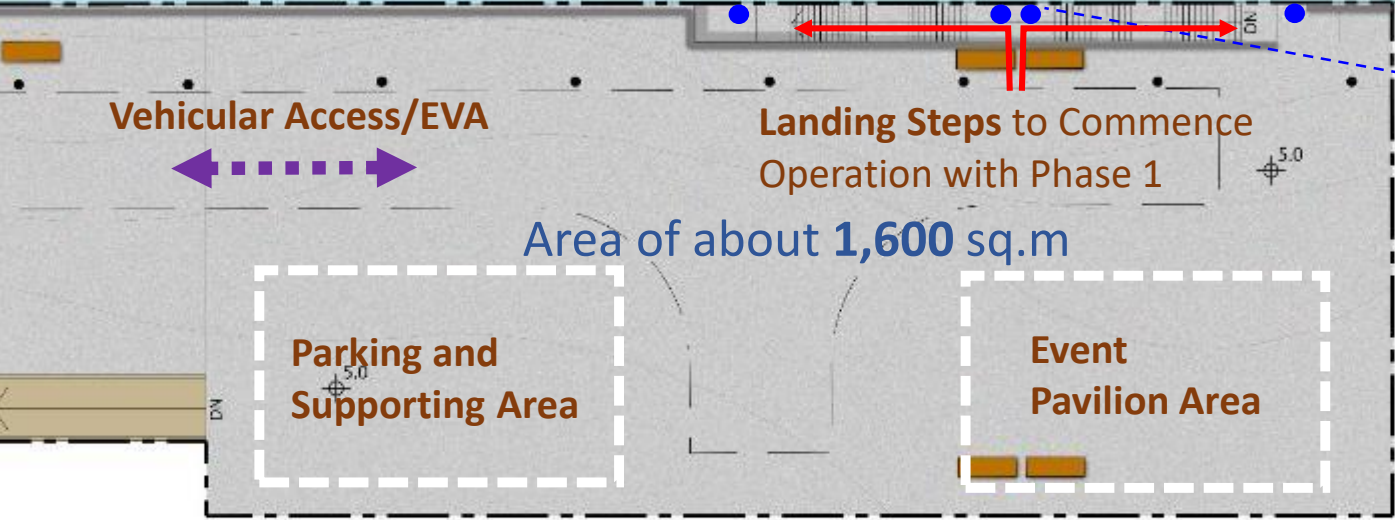 DN
Vehicular Access/EVA
Landing Steps to Commence
Operation with Phase 1
5.0
Area of about 1,600 sq.m
Parking and
Supporting Area
5.0
Event
Pavilion Area
DN